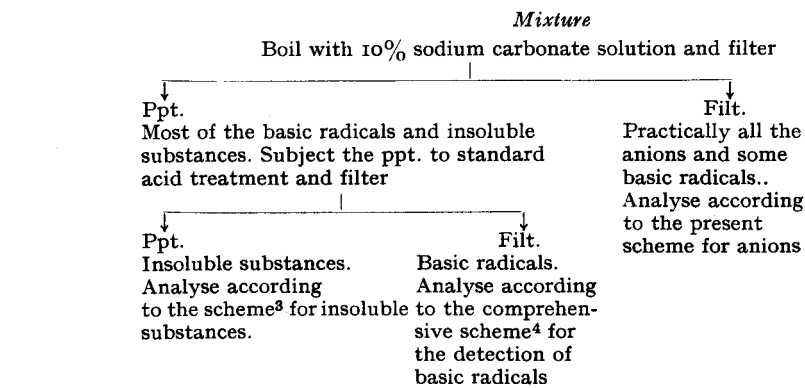 Mixture
Boil with 10% sodium carbonate solution and filter
Ppt.
Most of the basic radicals and insoluble
substances. Subject the ppt. to standard
acid treatment and filter
Filt.
Practically all the
anions and some
basic radicals..
Analyse according
to the present
scheme for anions
Ppt.
Insoluble substances.
Analyse according
to the scheme³ for insoluble
substances.
Filt.
Basic radicals.
Analyse according
to the comprehen-
sive scheme⁴ for
the detection of
basic radicals